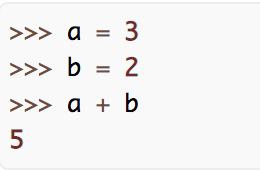 >>> a = 3
>>> b = 2
>>> a + b
5